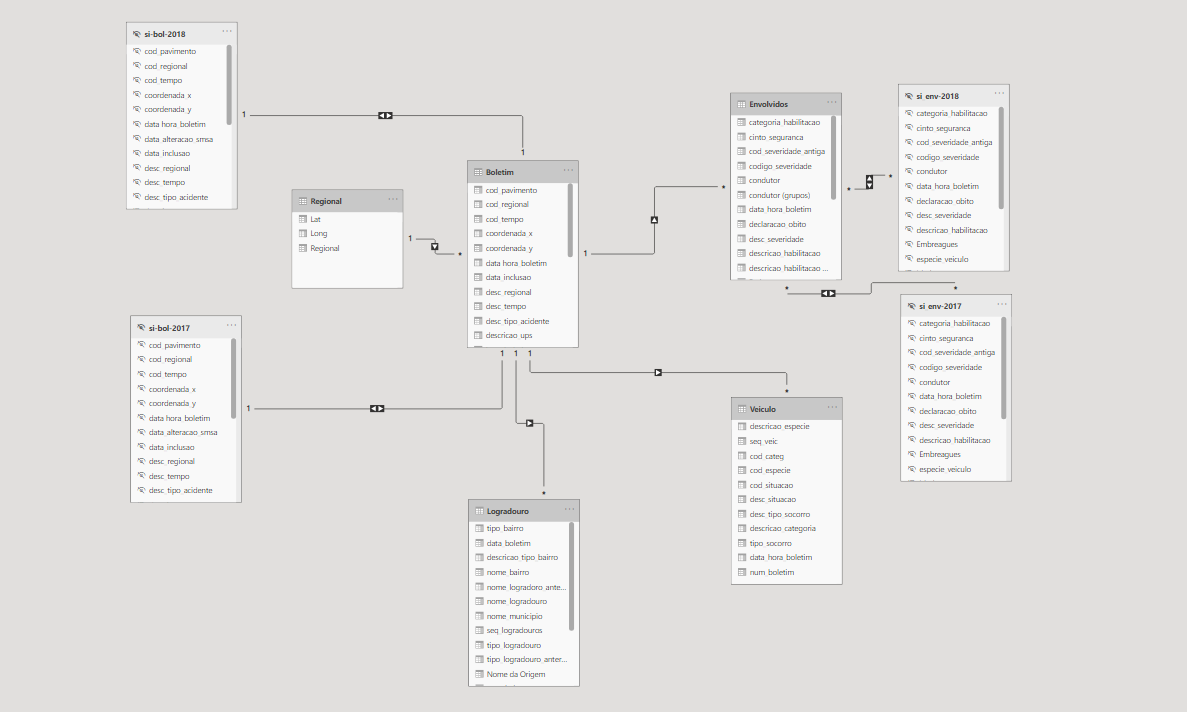 si-bol-2018
cod_pavimento
cod_regional
cod_tempo
coordenada_x
coordenada_y
data hora_boletim
data_alteracao_smsa
data_inclusao
desc_regional
desc_tempo
desc_tipo_acidente
1
1
Regional
Lat
Long
Regional
1
*
Boletim
cod_pavimento
cod_regional
cod_tempo
coordenada_x
coordenada_y
data hora_boletim
data_inclusao
desc_regional
desc_tempo
desc_tipo_acidente
descricao_ups
1
*
Envolvidos
categoria_habilitacao
cinto_seguranca
cod_severidade_antiga
codigo_severidade
condutor
condutor (grupos)
data_hora_boletim
declaracao_obito
desc_severidade
descricao_habilitacao
descricao_habilitacao ...
*
*
si_env-2018
categoria_habilitacao
cinto_seguranca
cod_severidade_antiga
codigo_severidade
condutor
data_hora_boletim
declaracao_obito
desc_severidade
descricao_habilitacao
Embreagues
especie_veiculo
*
*
si_env-2017
categoria_habilitacao
cinto_seguranca
cod_severidade_antiga
codigo_severidade
condutor
data_hora_boletim
declaracao_obito
desc_severidade
descricao_habilitacao
Embreagues
especie_veiculo
si-bol-2017
cod_pavimento
cod_regional
cod_tempo
coordenada_x
coordenada_y
data hora_boletim
data_alteracao_smsa
data_inclusao
desc_regional
desc_tempo
desc_tipo_acidente
1
1 1 1
*
*
Veiculo
descricao_especie
seq_veic
cod_categ
cod_especie
cod_situacao
desc_situacao
desc_tipo_socorro
descricao_categoria
tipo_socorro
data_hora_boletim
num_boletim
Logradouro
tipo_bairro
data_boletim
descricao_tipo_bairro
nome_bairro
nome_logradoro_ante...
nome_logradouro
nome_municipio
seq_logradouros
tipo_logradouro
tipo_logradouro_anter...
Nome da Origem